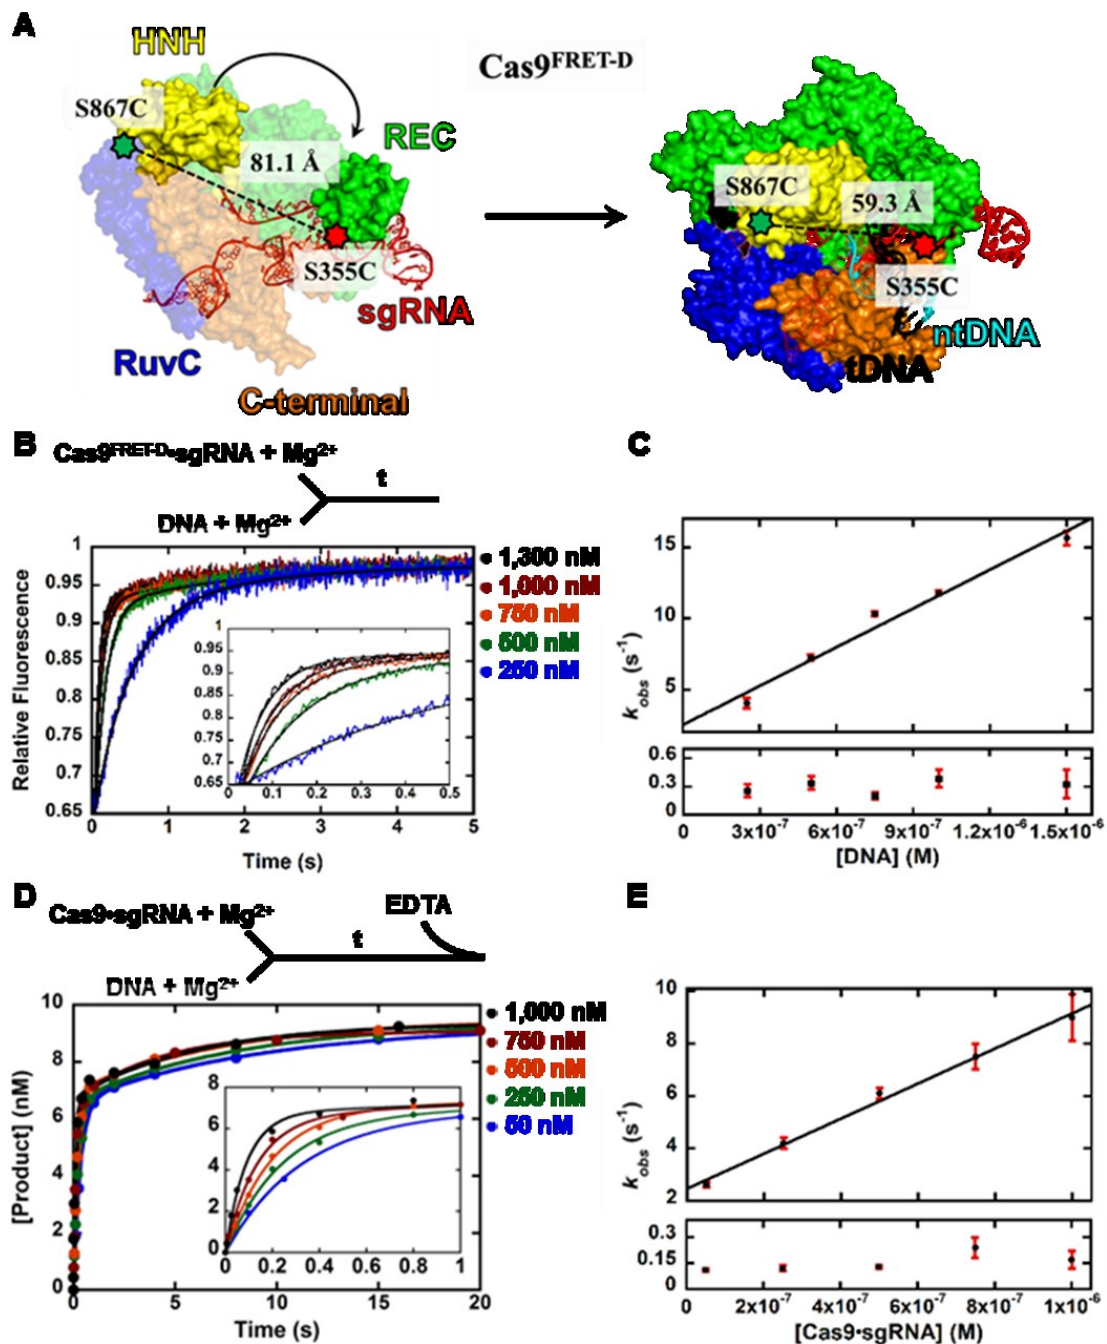 A
HNH
S867C
81.1 Å
REC
S355C
sgRNA
RuvC
C-terminal
Cas9FRET-D
S867C
59.3 Å
S355C
ntDNA
tDNA
B
Cas9FRET-D•sgRNA + Mg2+
t
DNA + Mg2+
1,300 nM
1,000 nM
750 nM
500 nM
250 nM
1
0.95
0.9
0.85
0.8
0.75
0.7
0.65
Relative Fluorescence
1
0.95
0.9
0.85
0.8
0.75
0.7
0.65
0 0.1 0.2 0.3 0.4 0.5
0 1 2 3 4 5
Time (s)
C
15
10
5
kobs (s-1)
0.6
0.3
0
0 3x10-7 6x10-7 9x10-7 1.2x10-6 1.5x10-6
[DNA] (M)
D
Cas9•sgRNA + Mg2+
EDTA
t
DNA + Mg2+
1,000 nM
750 nM
500 nM
250 nM
50 nM
10
8
6
4
2
0
[Product] (nM)
8
6
4
2
0
0 0.2 0.4 0.6 0.8 1
0 5 10 15 20
Time (s)
E
10
8
6
4
2
kobs (s-1)
0.3
0.15
0
0 2x10-7 4x10-7 6x10-7 8x10-7 1x10-6
[Cas9•sgRNA] (M)